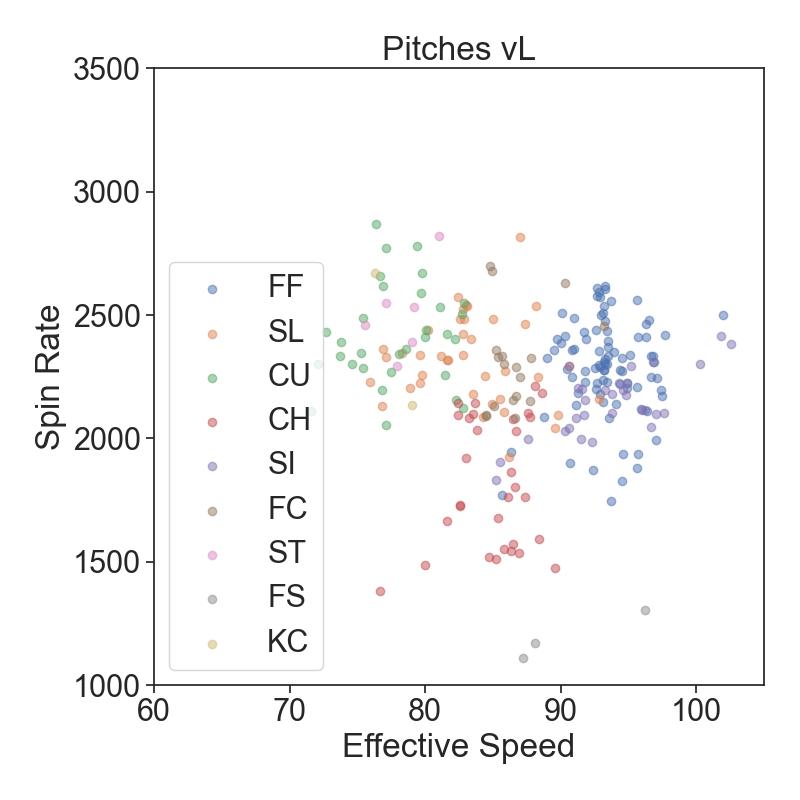 Pitches vL
3500
3000
2500
2000
1500
1000
Spin Rate
FF
SL
CU
CH
SI
FC
ST
FS
KC
60
70
80
90
100
Effective Speed